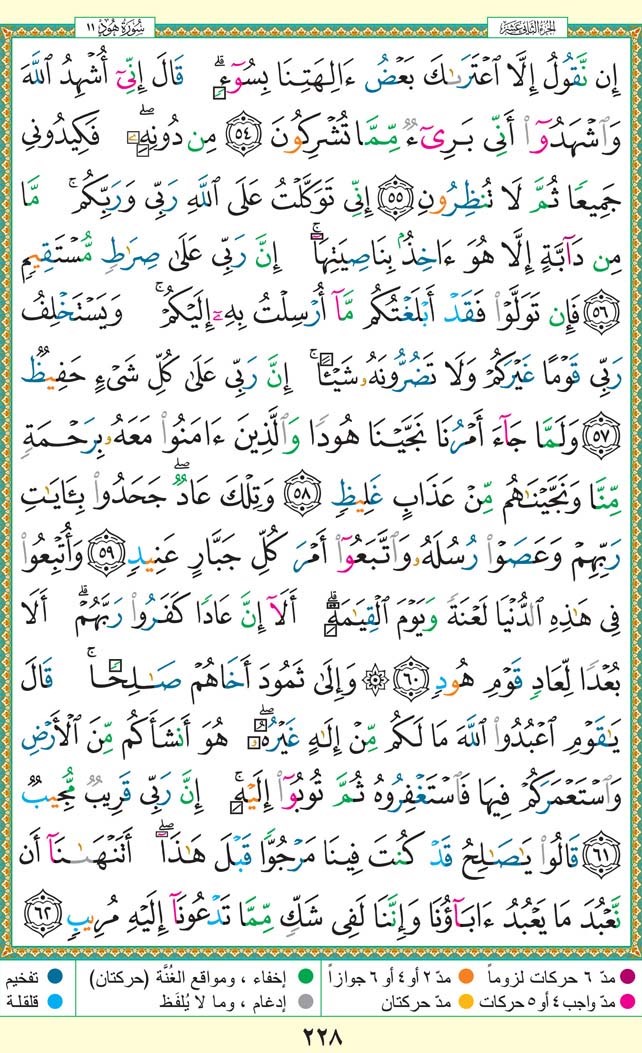 الجزء الثاني عشر
سورة هود ١١
إِن نَّقُولُ إِلَّا ٱعْتَرَىٰكَ بَعْضُ ءَالِهَتِنَا بِسُوٓءٍۗ قَالَ إِنِّىٓ أُشْهِدُ ٱللَّهَ
وَٱشْهَدُوٓا۟ أَنِّى بَرِىٓءٌ مِّمَّا تُشْرِكُونَ ٥٤ مِن دُونِهِۦۖ فَكِيدُونِى
جَمِيعًا ثُمَّ لَا تُنظِرُونِ ٥٥ إِنِّى تَوَكَّلْتُ عَلَى ٱللَّهِ رَبِّى وَرَبِّكُمۚ مَّا
مِن دَآبَّةٍ إِلَّا هُوَ ءَاخِذٌۢ بِنَاصِيَتِهَآۚ إِنَّ رَبِّى عَلَىٰ صِرَٰطٍ مُّسْتَقِيمٍ
٥٦ فَإِن تَوَلَّوْا۟ فَقَدْ أَبْلَغْتُكُم مَّآ أُرْسِلْتُ بِهِۦٓ إِلَيْكُمْۚ وَيَسْتَخْلِفُ
رَبِّى قَوْمًا غَيْرَكُمْ وَلَا تَضُرُّونَهُۥ شَيْـًٔاۚ إِنَّ رَبِّى عَلَىٰ كُلِّ شَىْءٍ حَفِيظٌ
٥٧ وَلَمَّا جَآءَ أَمْرُنَا نَجَّيْنَا هُودًا وَٱلَّذِينَ ءَامَنُوا۟ مَعَهُۥ بِرَحْمَةٍ
مِّنَّا وَنَجَّيْنَٰهُم مِّنْ عَذَابٍ غَلِيظٍ ٥٨ وَتِلْكَ عَادٌۖ جَحَدُوا۟ بِـَٔايَٰتِ
رَبِّهِمْ وَعَصَوْا۟ رُسُلَهُۥ وَٱتَّبَعُوٓا۟ أَمْرَ كُلِّ جَبَّارٍ عَنِيدٍ ٥٩ وَأُتْبِعُوا۟
فِى هَٰذِهِ ٱلدُّنْيَا لَعْنَةً وَيَوْمَ ٱلْقِيَٰمَةِۗ أَلَآ إِنَّ عَادًا كَفَرُوا۟ رَبَّهُمْۗ أَلَا
بُعْدًا لِّعَادٍ قَوْمِ هُودٍ ٦٠ ۞ وَإِلَىٰ ثَمُودَ أَخَاهُمْ صَٰلِحًاۚ قَالَ
يَٰقَوْمِ ٱعْبُدُوا۟ ٱللَّهَ مَا لَكُم مِّنْ إِلَٰهٍ غَيْرُهُۥۖ هُوَ أَنشَأَكُم مِّنَ ٱلْأَرْضِ
وَٱسْتَعْمَرَكُمْ فِيهَا فَٱسْتَغْفِرُوهُ ثُمَّ تُوبُوٓا۟ إِلَيْهِۚ إِنَّ رَبِّى قَرِيبٌ مُّجِيبٌ
٦١ قَالُوا۟ يَٰصَٰلِحُ قَدْ كُنتَ فِينَا مَرْجُوًّا قَبْلَ هَٰذَآۖ أَتَنْهَىٰنَآ أَن
نَّعْبُدَ مَا يَعْبُدُ ءَابَآؤُنَا وَإِنَّنَا لَفِى شَكٍّ مِّمَّا تَدْعُونَآ إِلَيْهِ مُرِيبٍ ٦٢
مدّ ٦ حركات لزوماً مدّ ٢ أو ٤ أو ٦ جوازاً إخفاء ، ومواقع الغُنَّة (حركتان) تفخيم
مدّ واجب ٤ أو ٥ حركات مدّ حركتان إدغام ، وما لا يُلفَظ قلقلة
٢٢٨